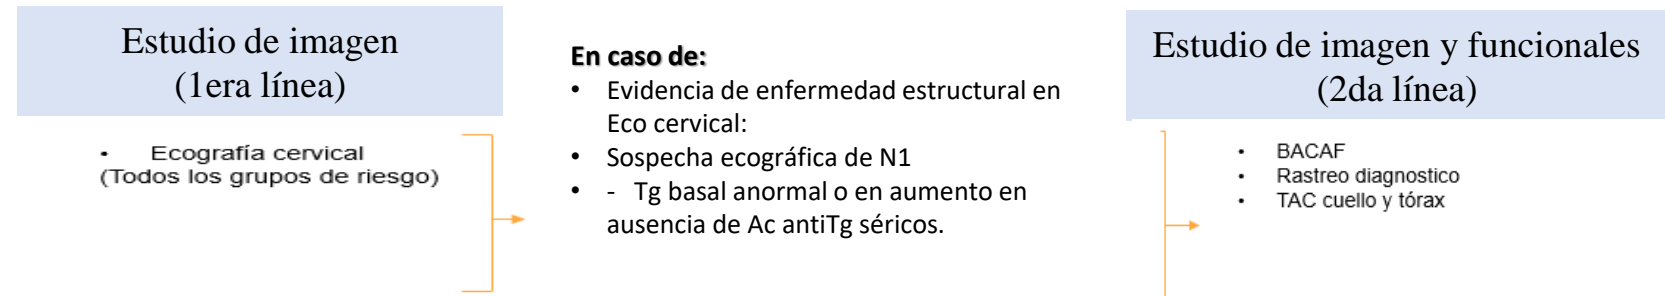 Estudio de imagen
(1era línea)
• Ecografía cervical
(Todos los grupos de riesgo)
En caso de:
• Evidencia de enfermedad estructural en
Eco cervical:
• Sospecha ecográfica de N1
• - Tg basal anormal o en aumento en
ausencia de Ac antiTg séricos.
Estudio de imagen y funcionales
(2da línea)
• BACAF
• Rastreo diagnostico
• TAC cuello y tórax